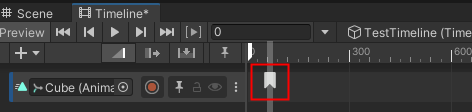 Scene Timeline*
Preview 0 TestTimeline (Time
0 300 600
Cube (Anima